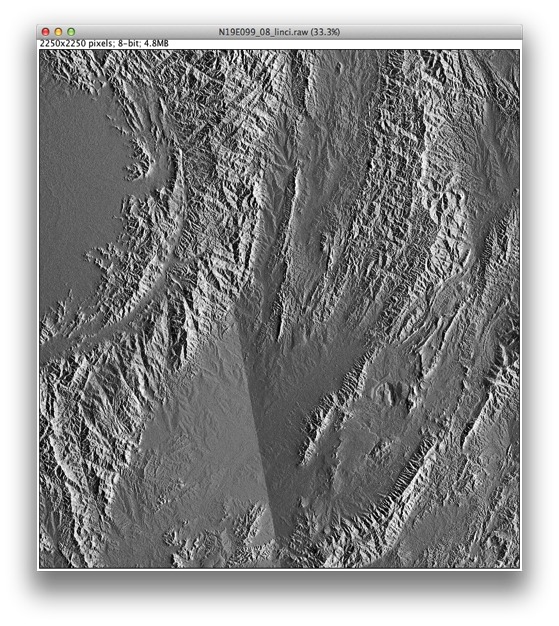 N19E099_08_linci.raw (33.3%)
2250x2250 pixels; 8-bit; 4.8MB